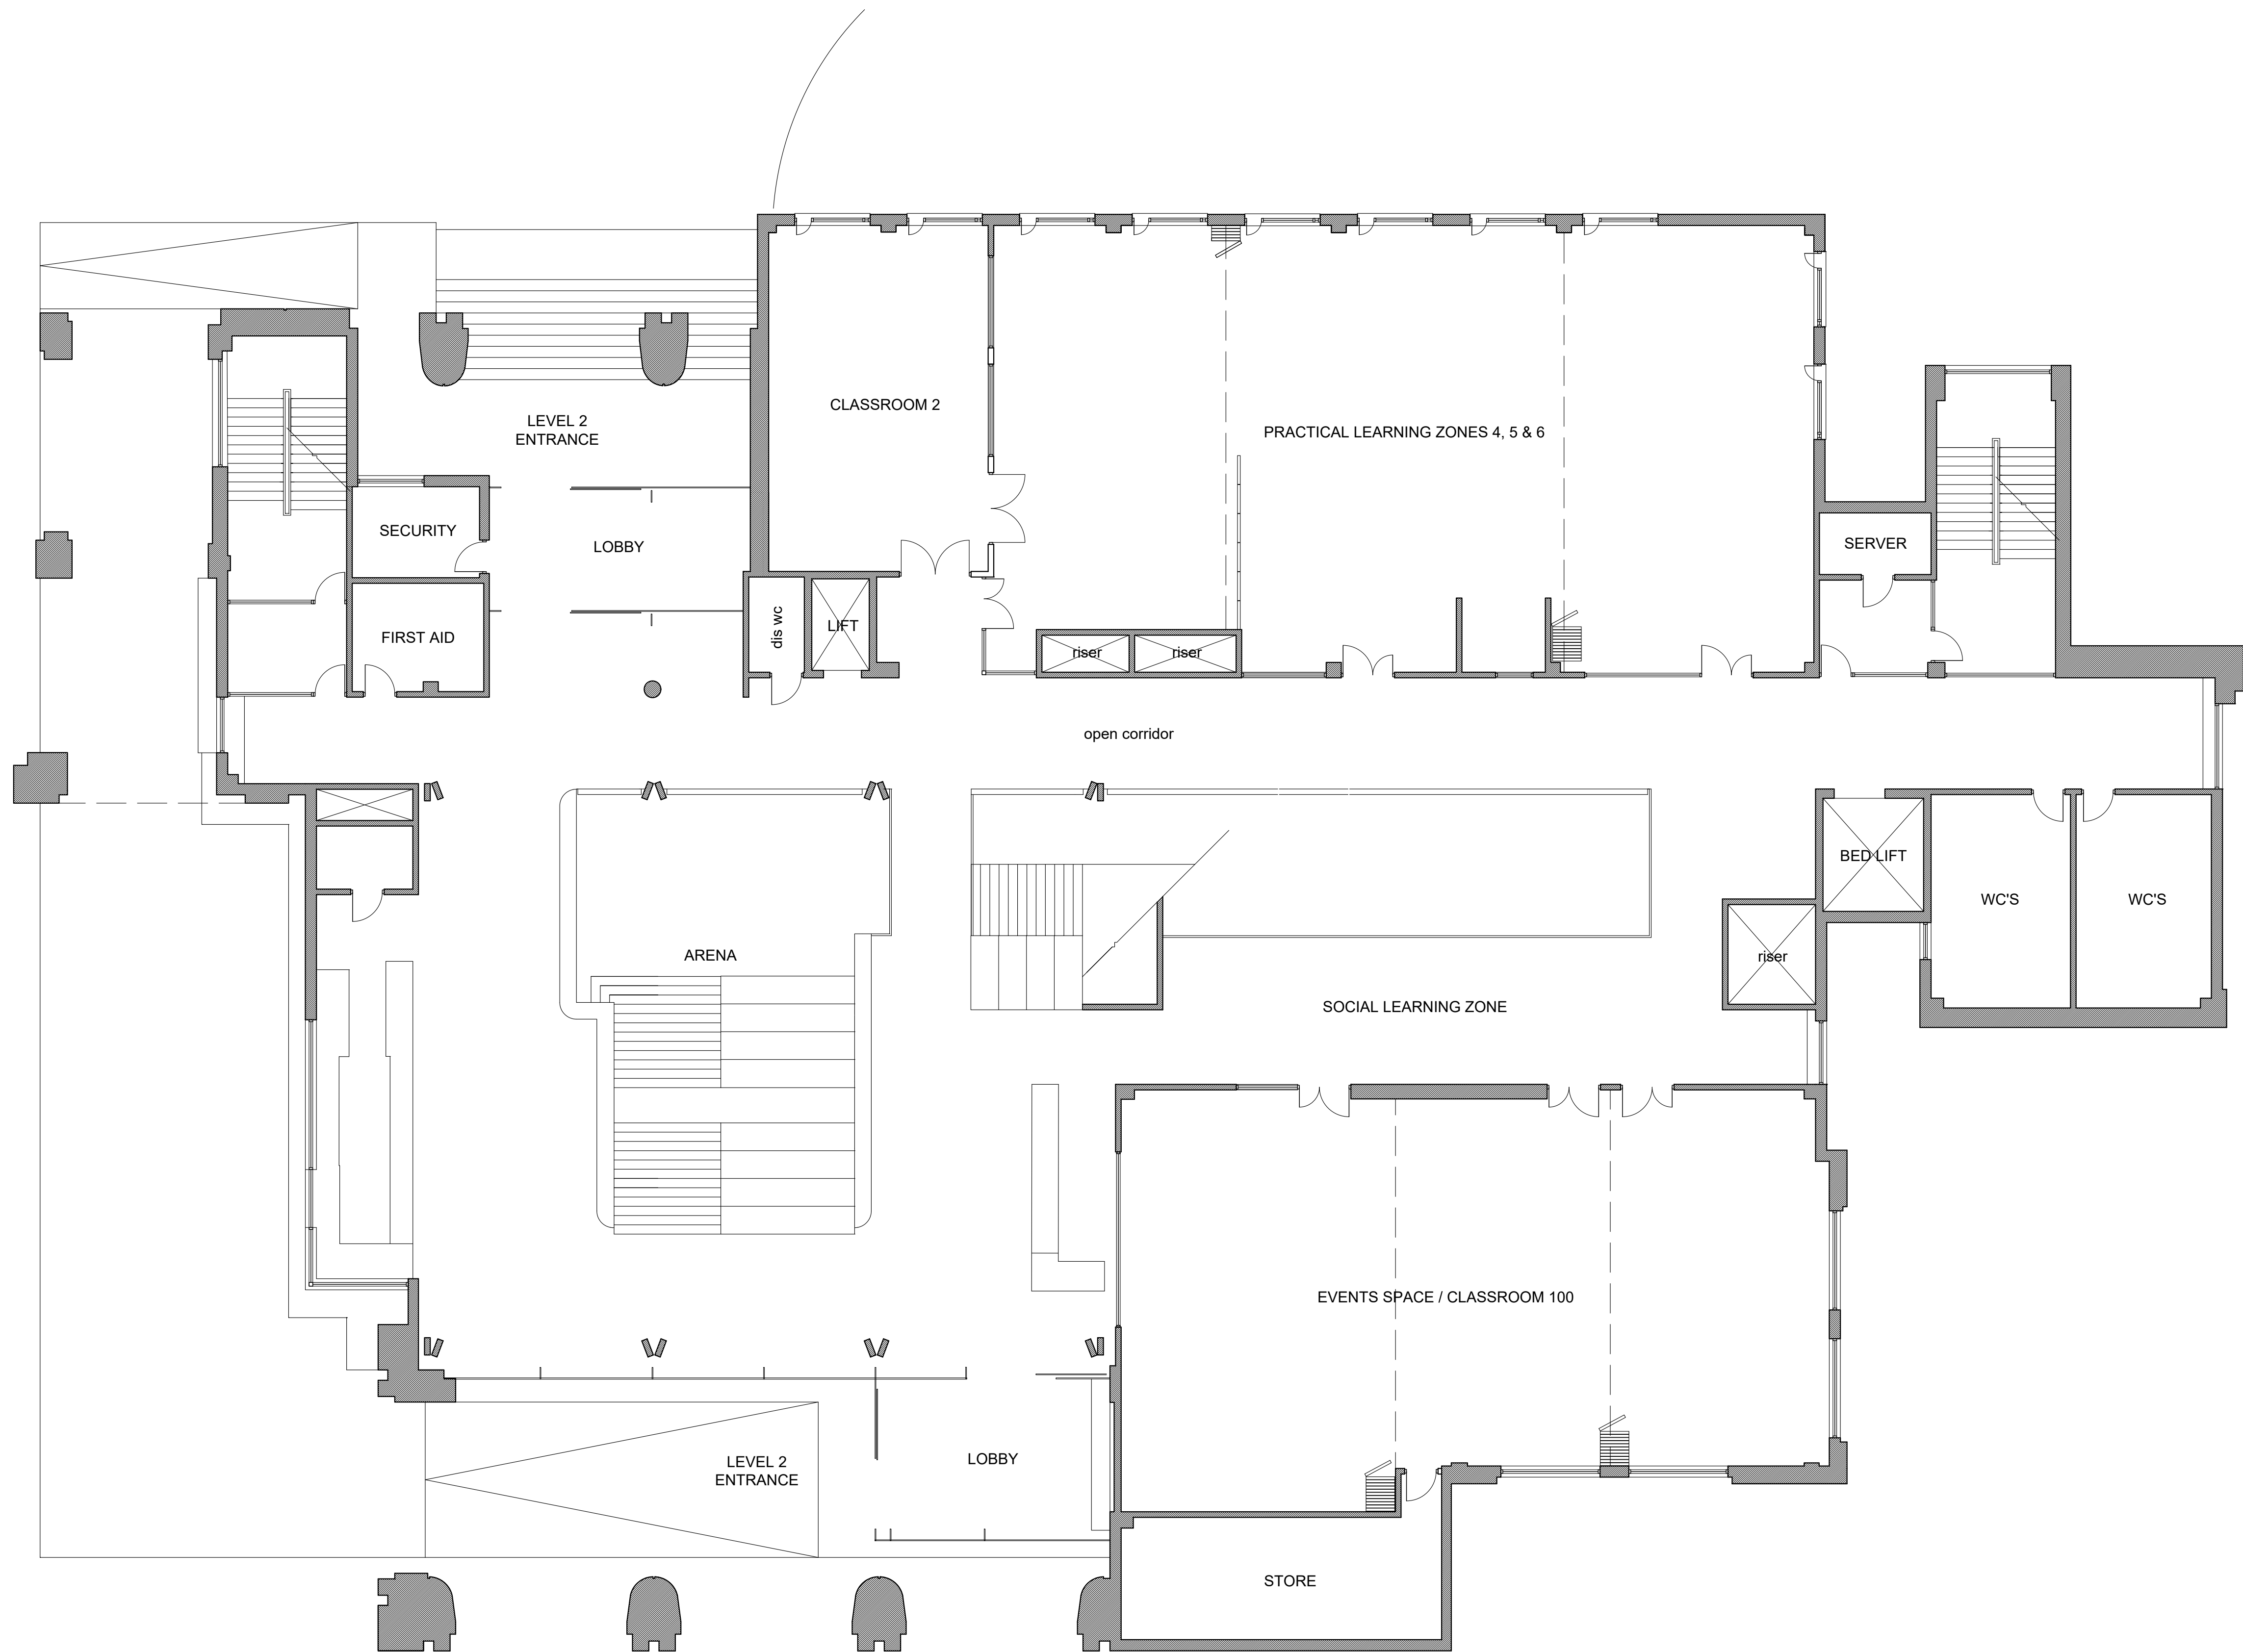 CLASSROOM 2
LEVEL 2
ENTRANCE
PRACTICAL LEARNING ZONES 4, 5 & 6
SECURITY
LOBBY
SERVER
FIRST AID
dis wc
LIFT
riser
riser
open corridor
BED LIFT
WC'S
WC'S
ARENA
riser
SOCIAL LEARNING ZONE
EVENTS SPACE / CLASSROOM 100
LEVEL 2
ENTRANCE
LOBBY
STORE